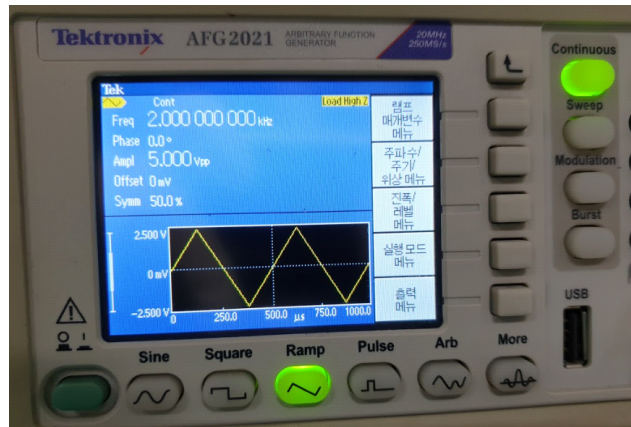 Tektronix AFG2021 ARBITRARY FUNCTION GENERATOR 20MHz 250MS/s
Tek
Cont Load High Z
Freq 2.000 000 000 kHz
Phase 0.0 °
Ampl 5.000 Vpp
Offset 0 mV
Symm 50.0 %
2.500 V
0 mV
-2.500 V
0 250.0 500.0 μs 750.0 1000.0
램프
매개변수
메뉴
주파수/
주기/
위상 메뉴
진폭/
레벨
메뉴
실행 모드
메뉴
출력
메뉴
Continuous
Sweep
Modulation
Burst
USB
Sine Square Ramp Pulse Arb More